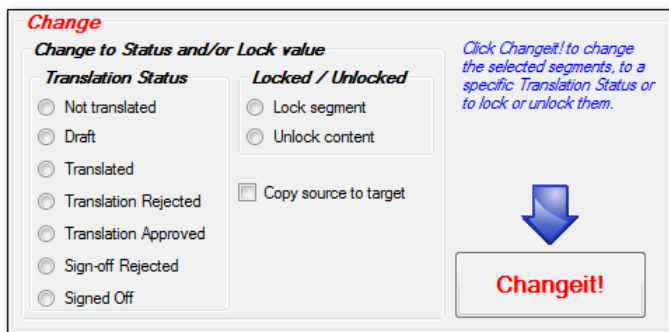 Change
Change to Status and/or Lock value
Translation Status
Not translated
Draft
Translated
Translation Rejected
Translation Approved
Sign-off Rejected
Signed Off
Locked / Unlocked
Lock segment
Unlock content
Copy source to target
Click Changeit! to change
the selected segments, to a
specific Translation Status or
to lock or unlock them.
Changeit!